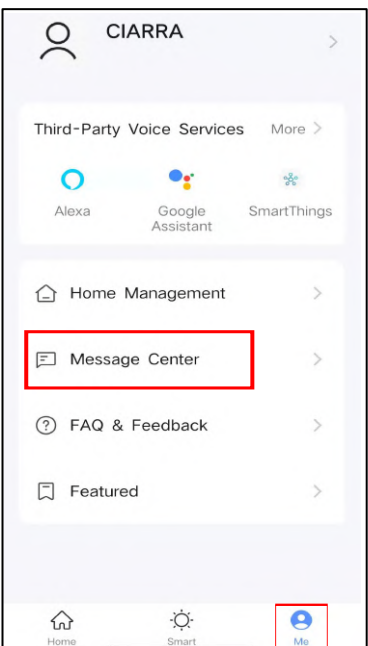 CIARRA
Third-Party Voice Services More
Alexa Google Assistant SmartThings
Home Management
Message Center
FAQ & Feedback
Featured
Home Smart Me